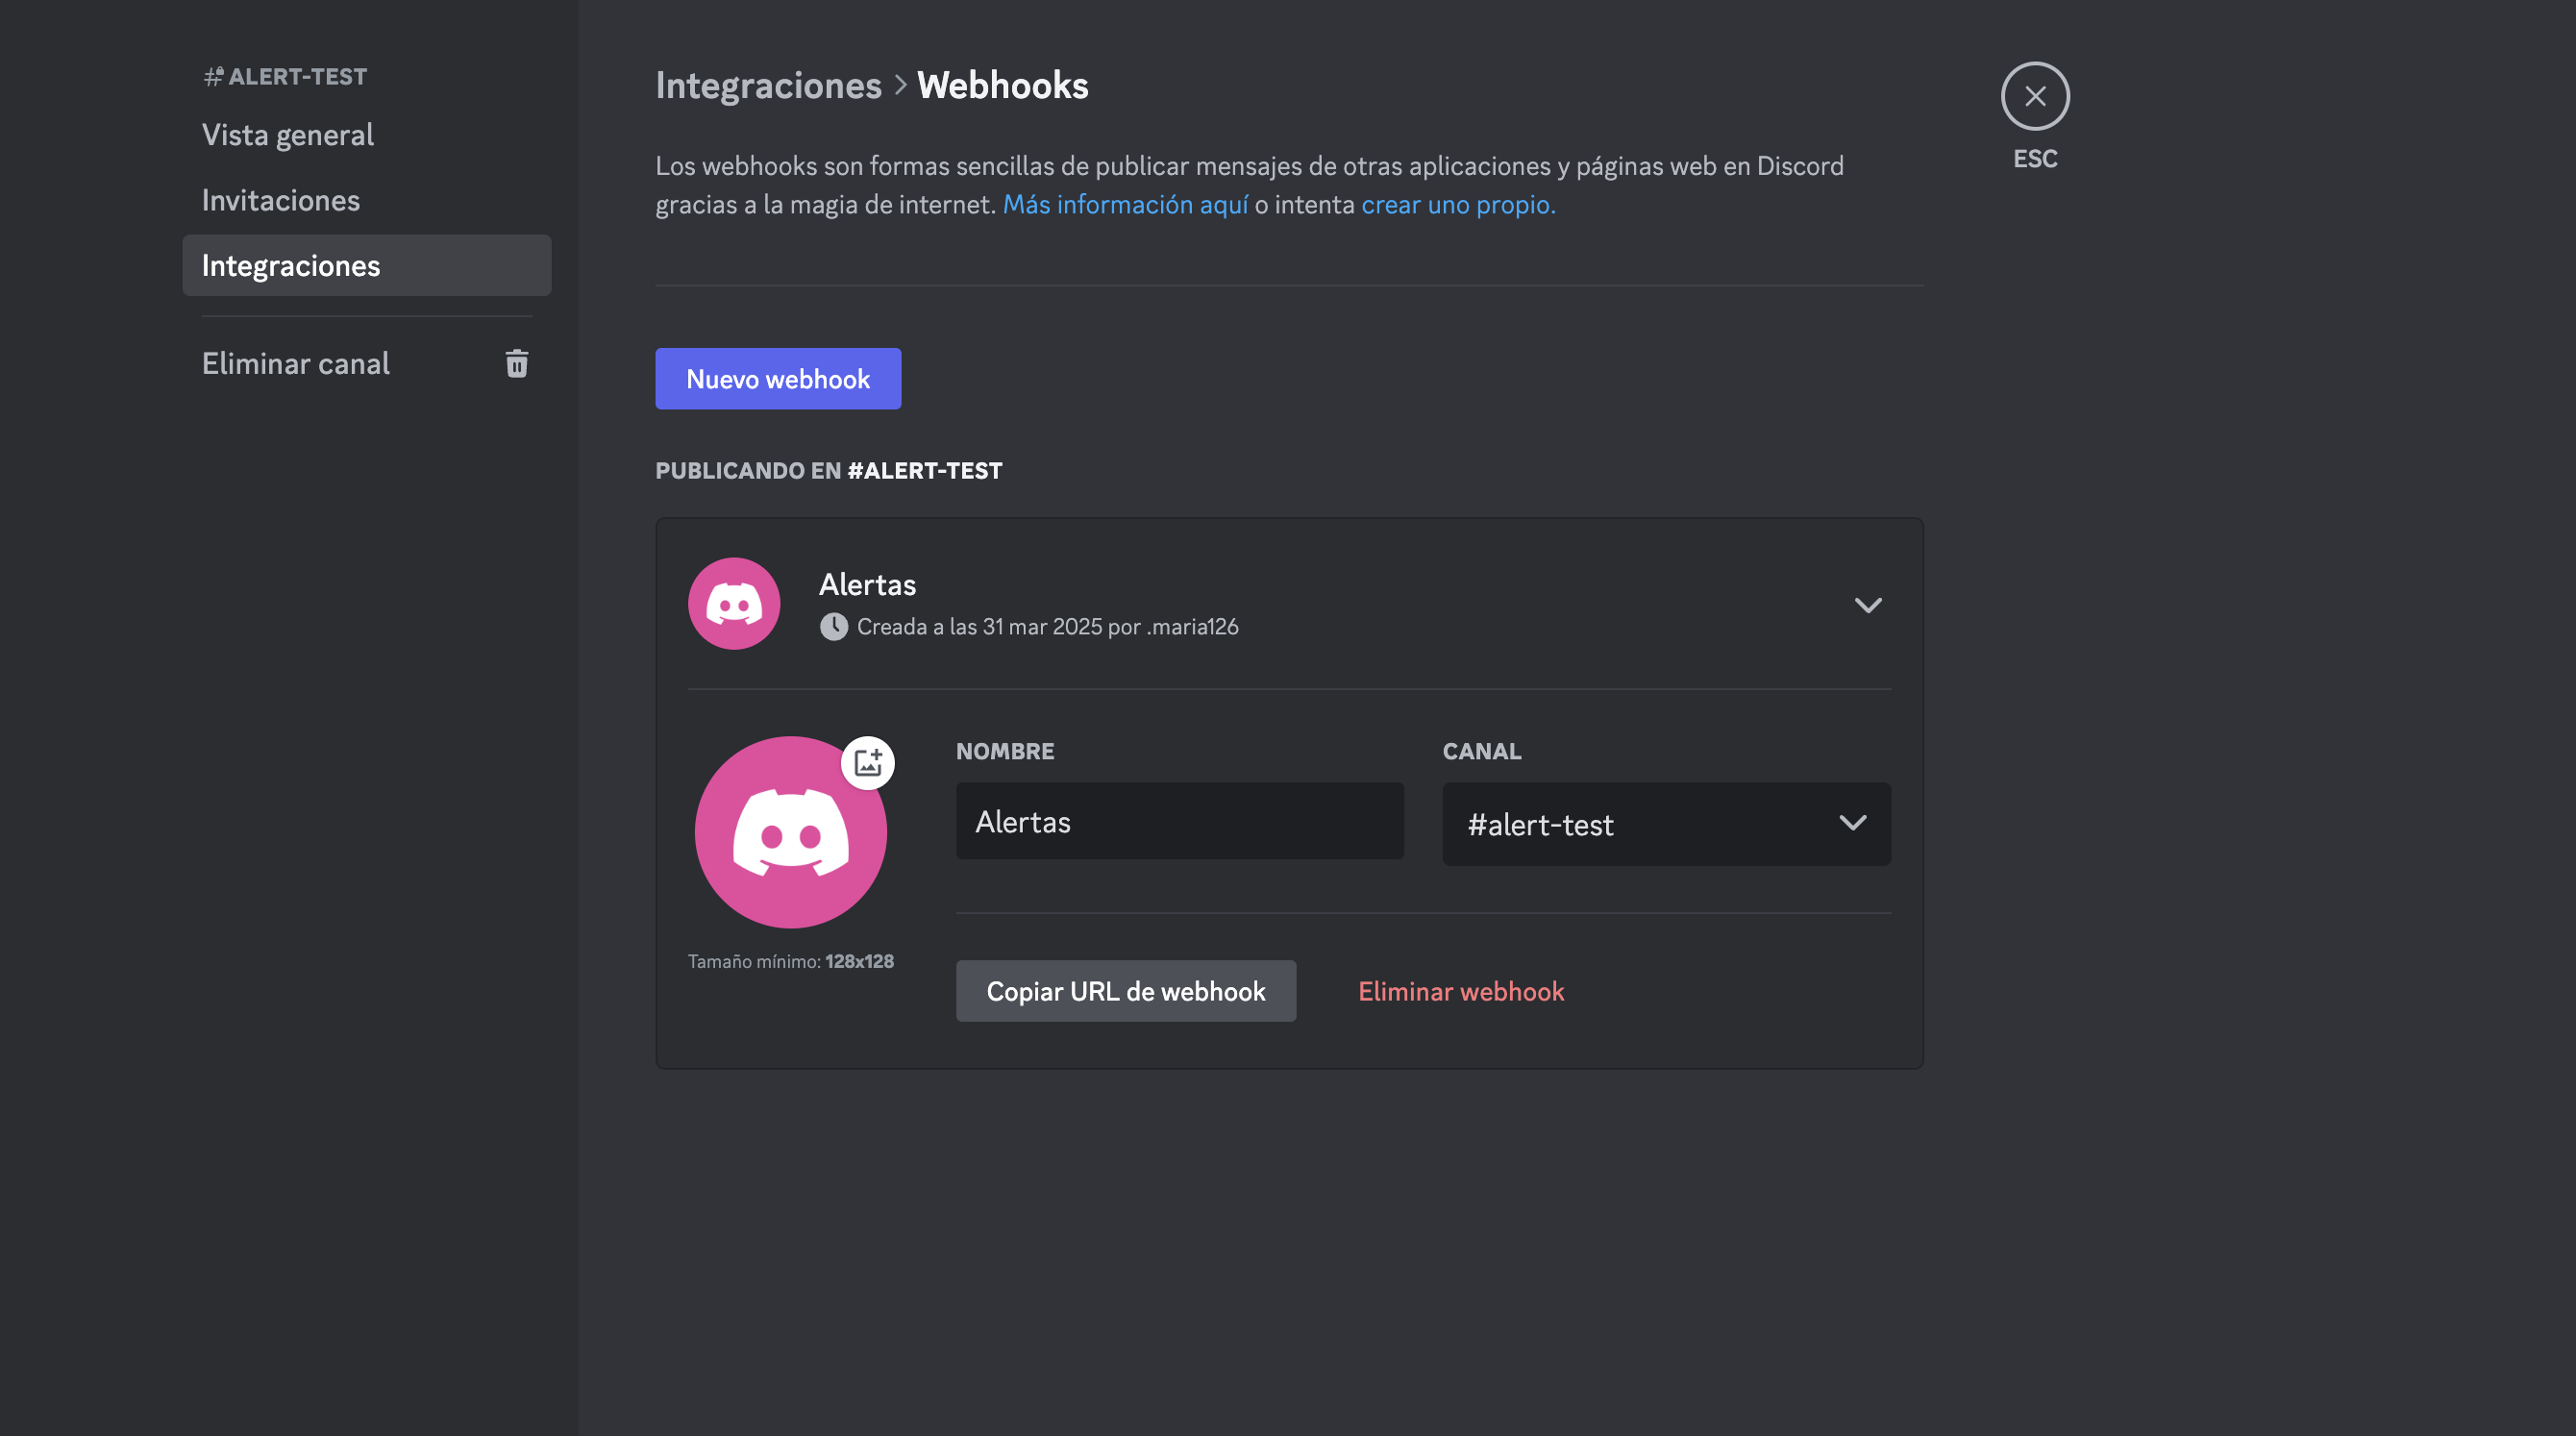 # ALERT-TEST
Vista general
Invitaciones
Integraciones
Eliminar canal
Integraciones > Webhooks
Los webhooks son formas sencillas de publicar mensajes de otras aplicaciones y páginas web en Discord
gracias a la magia de internet. Más información aquí o intenta crear uno propio.
ESC
Nuevo webhook
PUBLICANDO EN #ALERT-TEST
Alertas
Creada a las 31 mar 2025 por .maria126
NOMBRE
CANAL
Alertas
#alert-test
Tamaño mínimo: 128x128
Copiar URL de webhook
Eliminar webhook